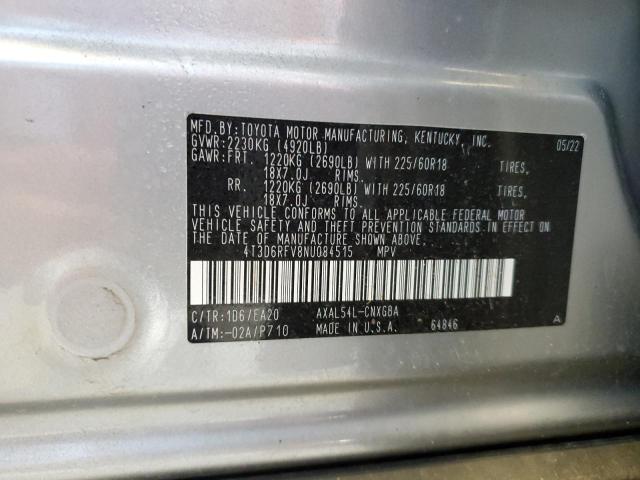 MFD.BY:TOYOTA MOTOR MANUFACTURING, KENTUCKY, INC. 05/22
GVWR:2230KG (4920LB)
GAWR:FRT. 1220KG (2690LB) WITH 225/60R18 TIRES,
18X7.0J RIMS.
RR. 1220KG (2690LB) WITH 225/60R18 TIRES,
18X7.0J RIMS.
THIS VEHICLE CONFORMS TO ALL APPLICABLE FEDERAL MOTOR
VEHICLE SAFETY AND THEFT PREVENTION STANDARDS IN EFFECT ON
THE DATE OF MANUFACTURE SHOWN ABOVE.
4T3D6RFV8NU084515 MPV
C/TR:1D6/EA20 AXAL54L-CNXGBA
A/TM:-02A/P710 MADE IN U.S.A. 64846 A